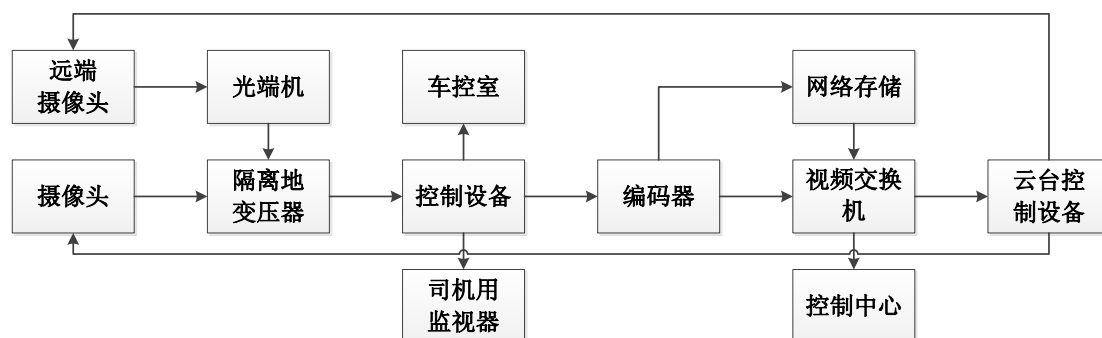 远端
摄像头
光端机
车控室
网络存储
摄像头
隔离地
变压器
控制设备
编码器
视频交换
机
云台控
制设备
司机用
监视器
控制中心